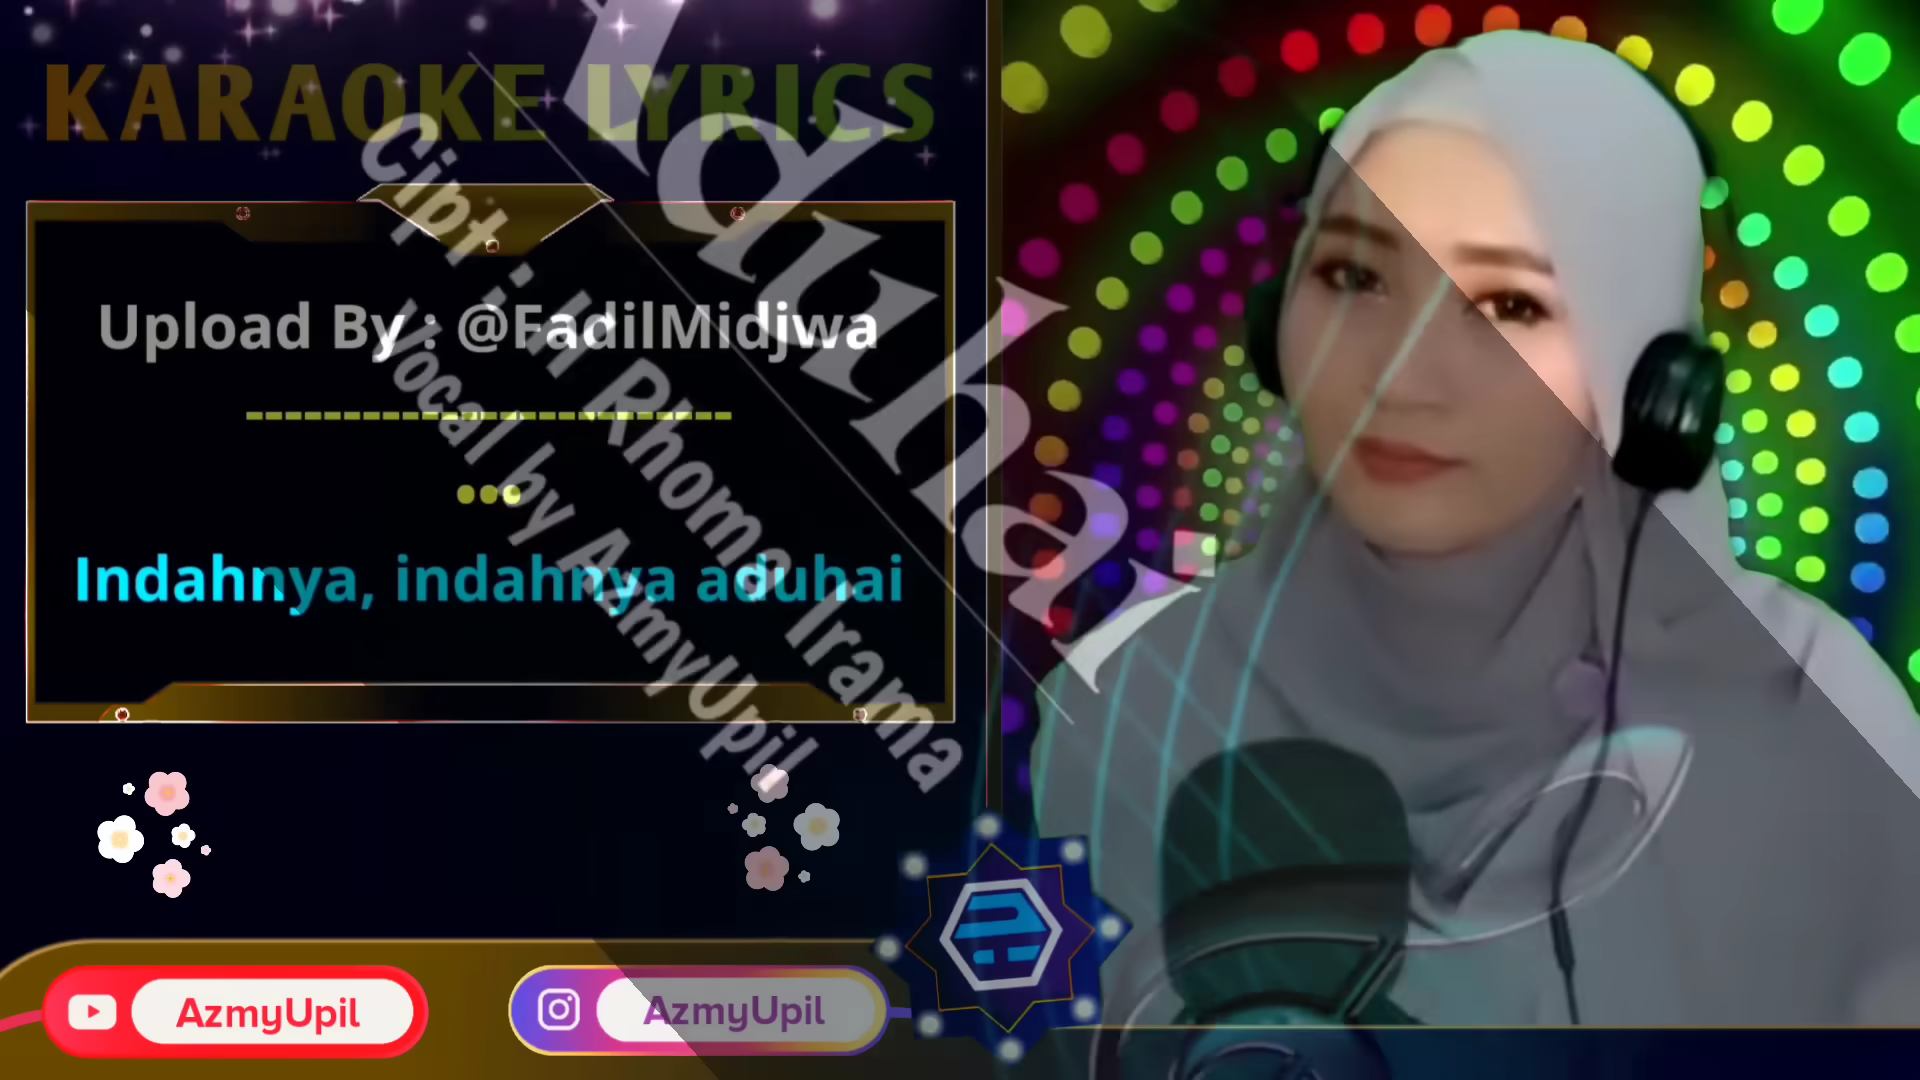 KARAOKE LYRICS
Aduhai
Cipt : H Rhoma Irama
Vocal by AzmyUpil
Upload By : @FadilMidjwa
-------------------------
...
Indahnya, indahnya aduhai
AzmyUpil
AzmyUpil